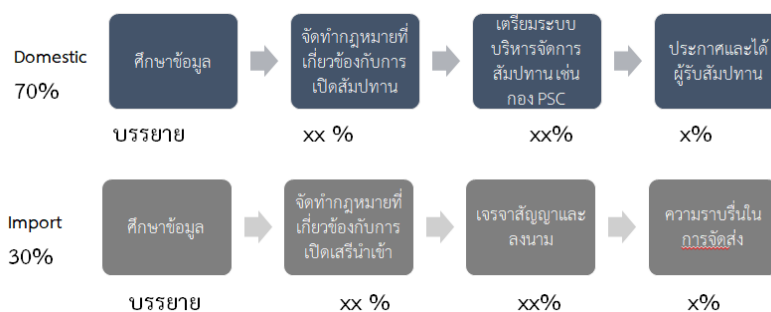 Domestic
70%
ศึกษาข้อมูล
จัดทำกฎหมายที่
เกี่ยวข้องกับการ
เปิดสัมปทาน
เตรียมระบบ
บริหารจัดการ
สัมปทาน เช่น
กอง PSC
ประกาศและได้
ผู้รับสัมปทาน
บรรยาย
xx %
xx%
x%
Import
30%
ศึกษาข้อมูล
จัดทำกฎหมายที่
เกี่ยวข้องกับการ
เปิดเสรีนำเข้า
เจรจาสัญญาและ
ลงนาม
ความราบรื่นใน
การจัดส่ง
บรรยาย
xx %
xx%
x%